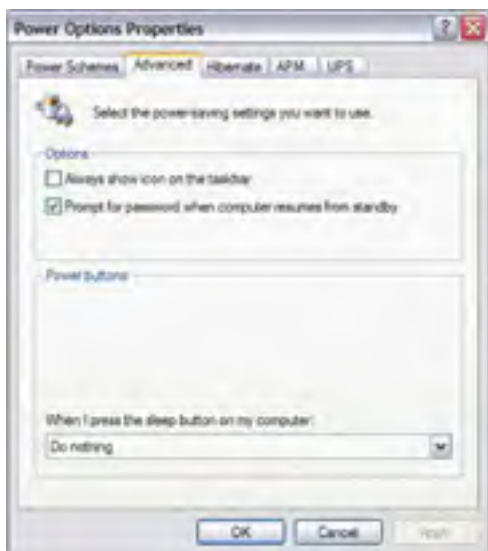 Power Options Properties
Power Schemes Advanced Hibernate APM UPS
Select the power-saving settings you want to use.
Options
Always show icon on the taskbar
Prompt for password when computer resumes from standby
Power buttons
When I press the sleep button on my computer:
Do nothing
OK Cancel Apply